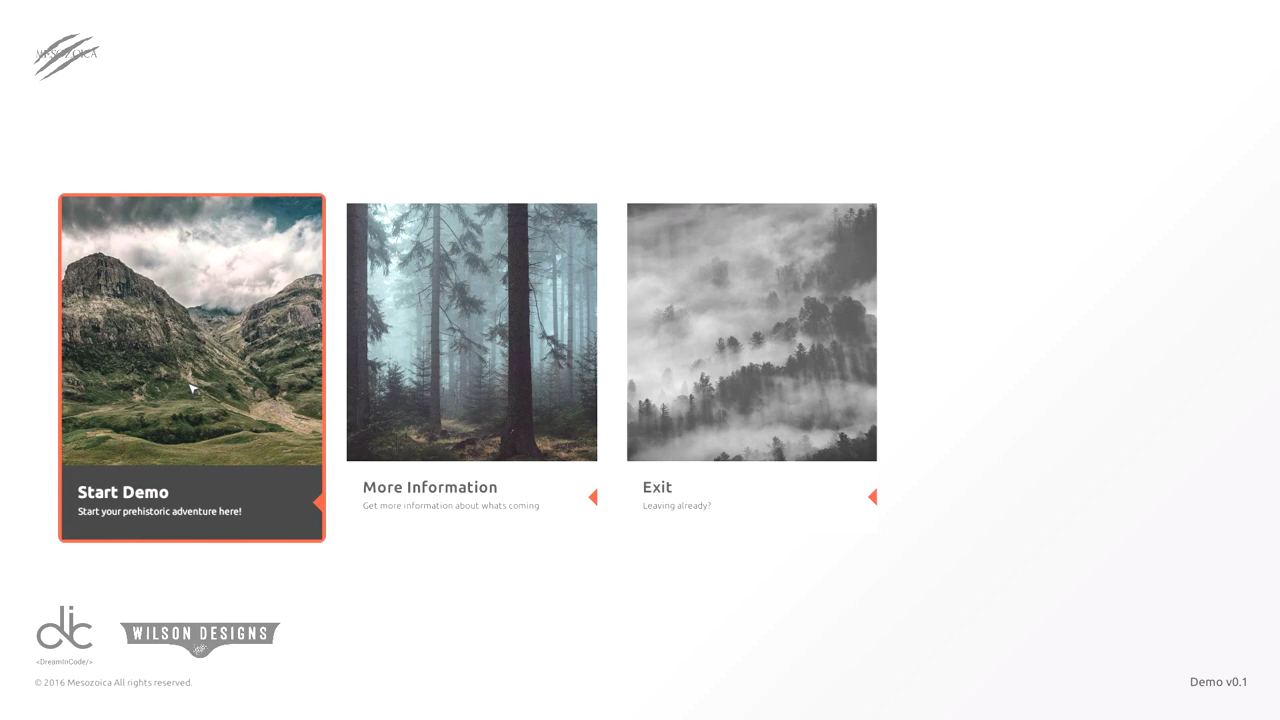 MESOZOICA
Start Demo
Start your prehistoric adventure here!
More Information
Get more information about whats coming
Exit
Leaving already?
dic
<DreamInCode/>
WILSON DESIGNS
© 2016 Mesozoica All rights reserved.
Demo v0.1